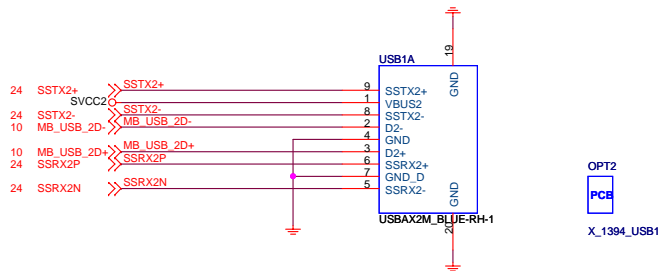 USB1A
19
GND
24 SSTX2+ SSTX2+ 9 SSTX2+
SVCC2 1 VBUS2
24 SSTX2- SSTX2- 8 SSTX2-
10 MB_USB_2D- MB_USB_2D- 2 D2-
4 GND
10 MB_USB_2D+ MB_USB_2D+ 3 D2+
24 SSRX2P SSRX2P 6 SSRX2+
7 GND_D
24 SSRX2N SSRX2N 5 SSRX2-
GND
20
USBAX2M_BLUE-RH-1
OPT2
PCB
X_1394_USB1